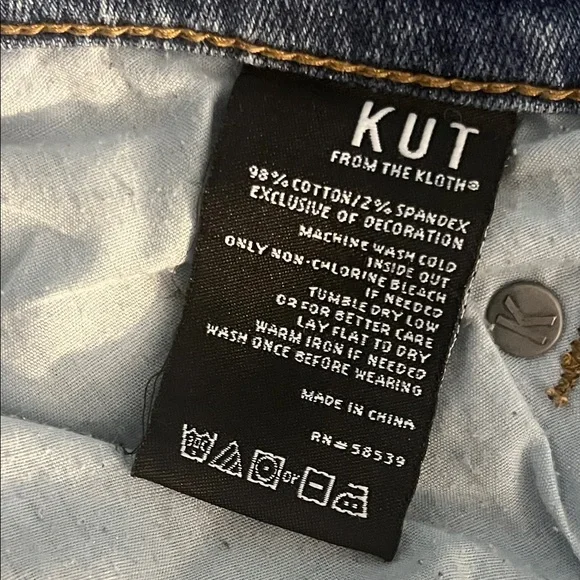 KUT
FROM THE KLOTH®
98% COTTON/2% SPANDEX
EXCLUSIVE OF DECORATION
MACHINE WASH COLD
INSIDE OUT
ONLY NON-CHLORINE BLEACH
IF NEEDED
TUMBLE DRY LOW
OR FOR BETTER CARE
LAY FLAT TO DRY
WARM IRON IF NEEDED
WASH ONCE BEFORE WEARING
MADE IN CHINA
RN# 58539
30C or
K